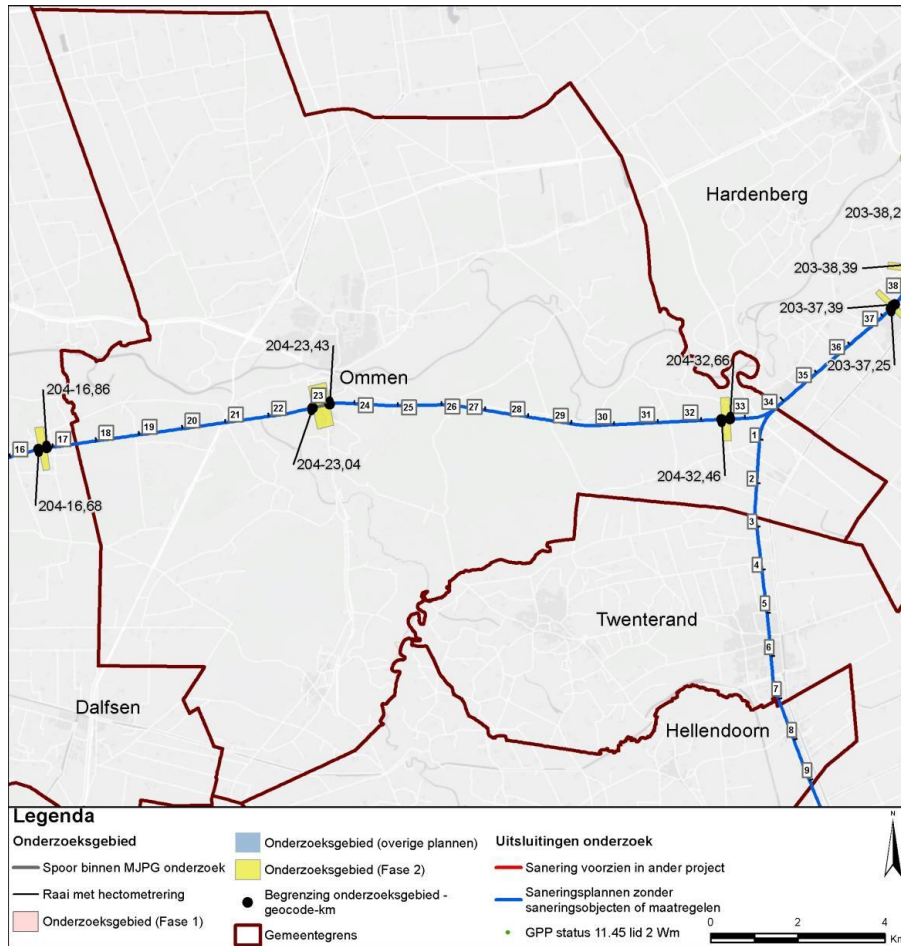 Hardenberg
203-38,2
203-38,39
38
203-37,39
37
36
203-37,25
35
204-32,66
34
204-23,43
Ommen
204-16,86
23
24
25
26
27
28
29
30
31
32
33
22
21
20
19
18
17
16
204-23,04
204-32,46
204-16,68
1
2
3
4
5
6
7
8
9
Twenterand
Dalfsen
Hellendoorn
Legenda
Onderzoeksgebied
Spoor binnen MJPG onderzoek
Raai met hectometrering
Onderzoeksgebied (Fase 1)
Onderzoeksgebied (overige plannen)
Onderzoeksgebied (Fase 2)
Begrenzing onderzoeksgebied -
geocode-km
Gemeentegrens
Uitsluitingen onderzoek
Sanering voorzien in ander project
Saneringsplannen zonder
saneringsobjecten of maatregelen
GPP status 11.45 lid 2 Wm
N
0 2 4
Km